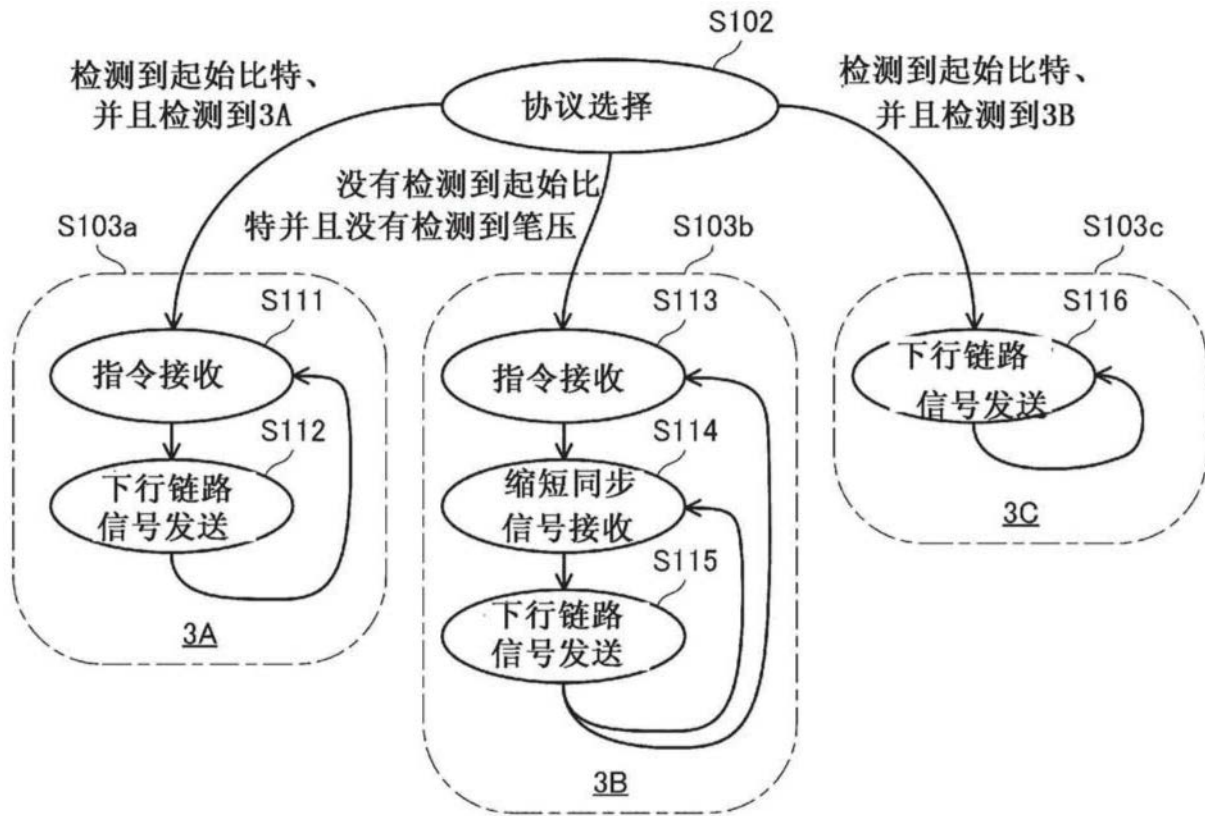 S102
检测到起始比特、
并且检测到3A
协议选择
检测到起始比特、
并且检测到3B
没有检测到起始比
特并且没有检测到笔压
S103a
S103b
S103c
S111
指令接收
S112
下行链路
信号发送
3A
S113
指令接收
S114
缩短同步
信号接收
S115
下行链路
信号发送
3B
S116
下行链路
信号发送
3C